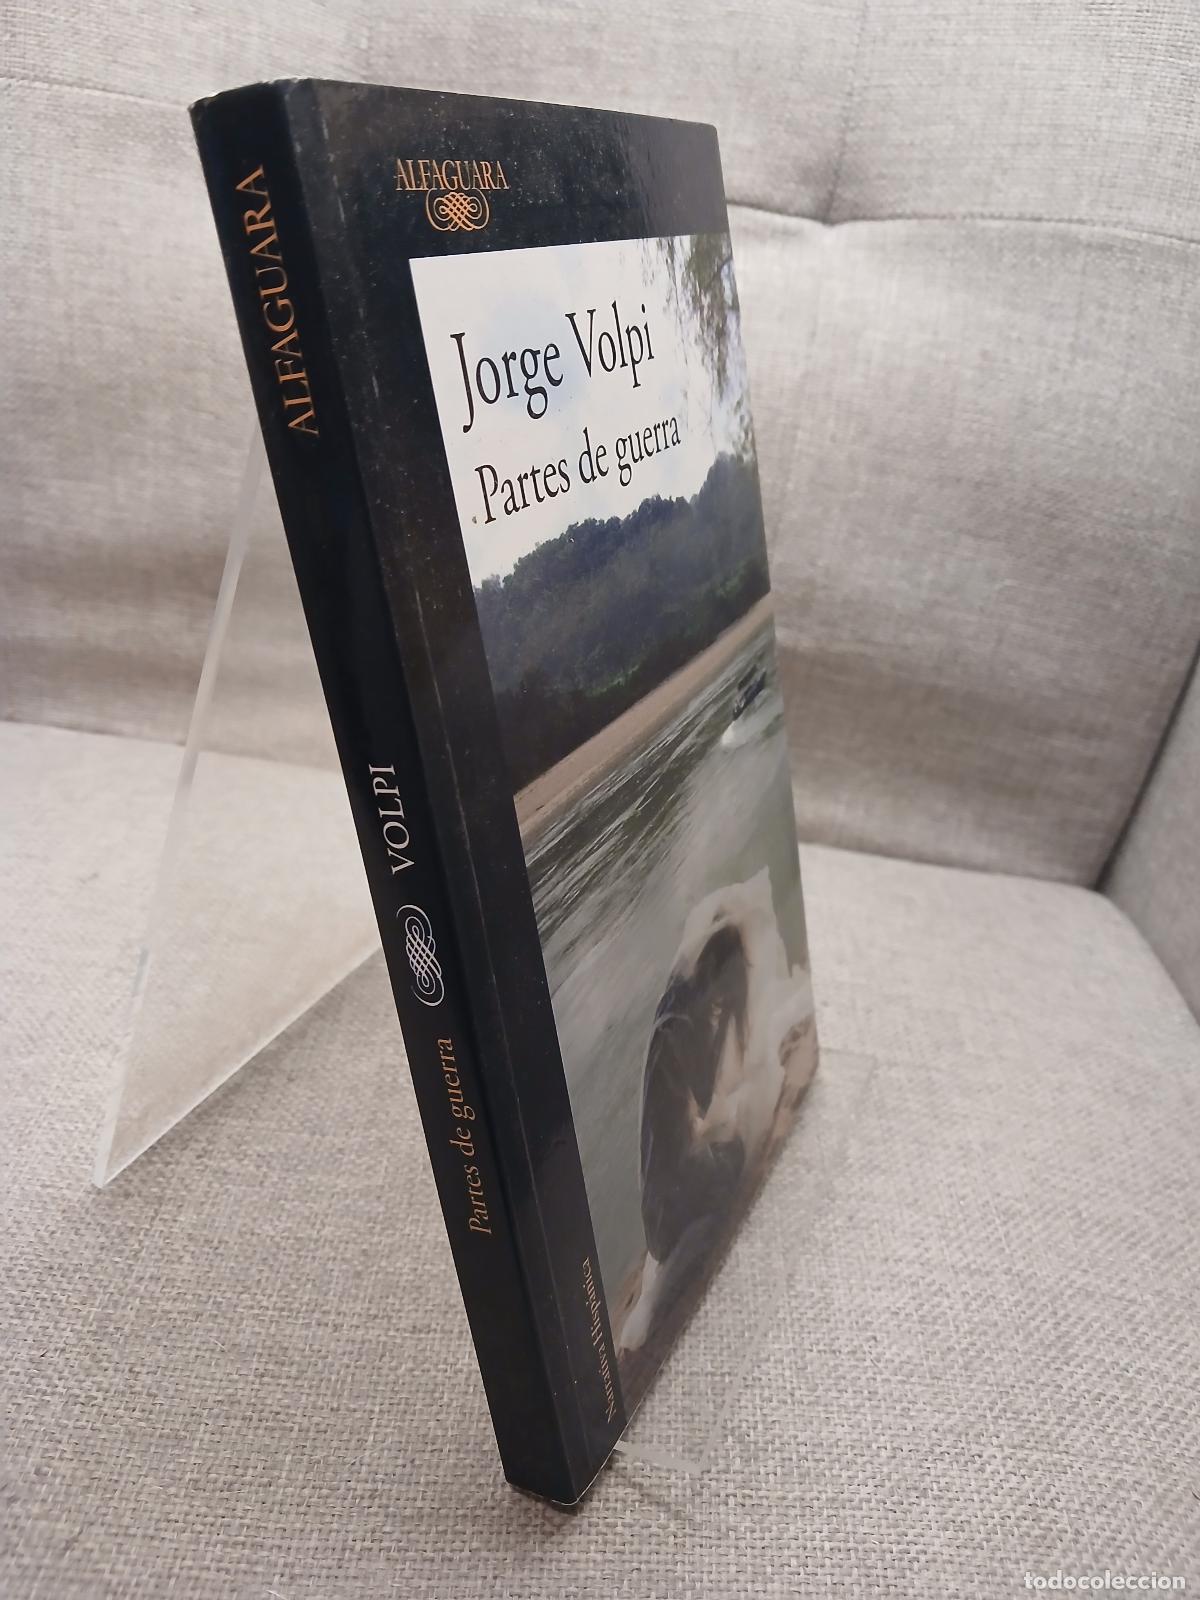 ALFAGUARA
Jorge Volpi
Partes de guerra
Narrativa Hispánica
ALFAGUARA
VOLPI
Partes de guerra
todocoleccion